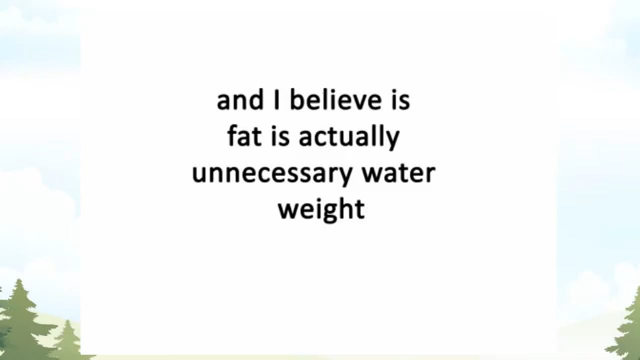 and I believe is
fat is actually
unnecessary water
weight